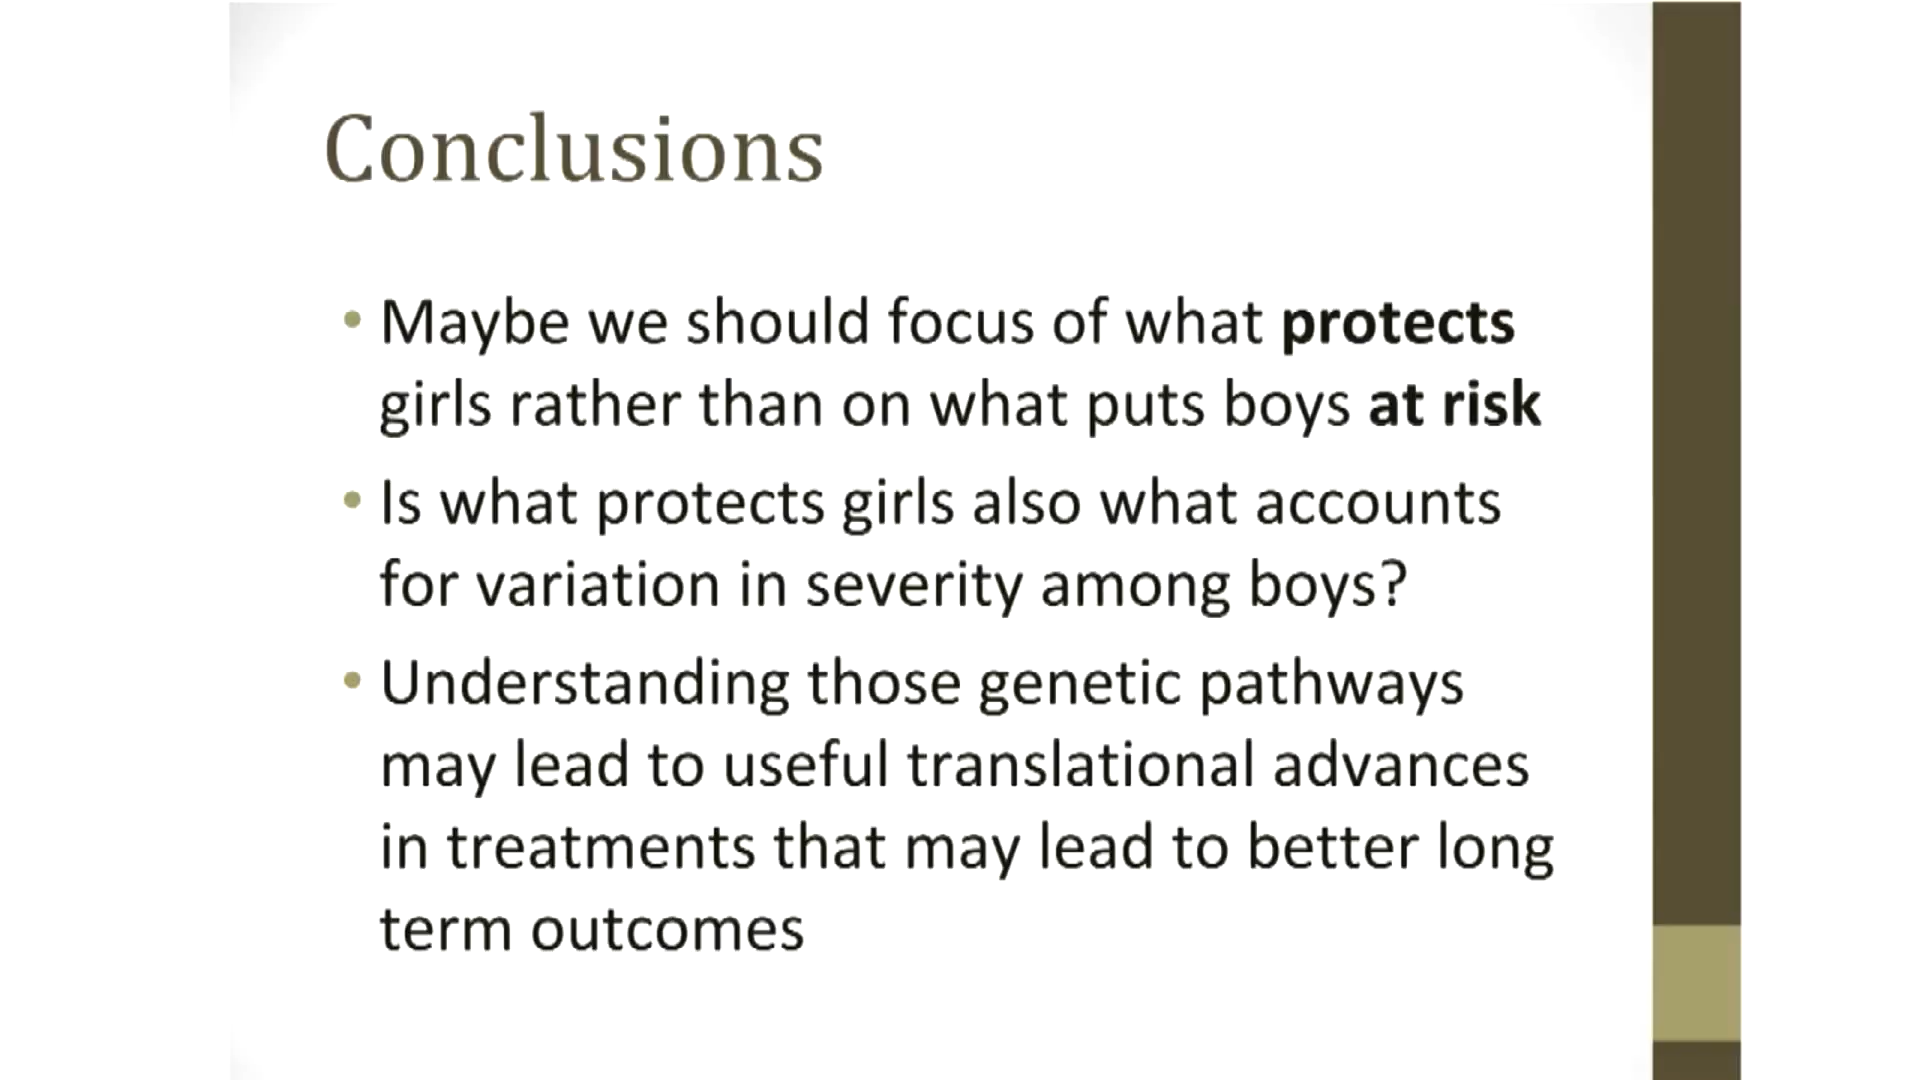 Conclusions
• Maybe we should focus of what protects
girls rather than on what puts boys at risk
• Is what protects girls also what accounts
for variation in severity among boys?
• Understanding those genetic pathways
may lead to useful translational advances
in treatments that may lead to better long
term outcomes